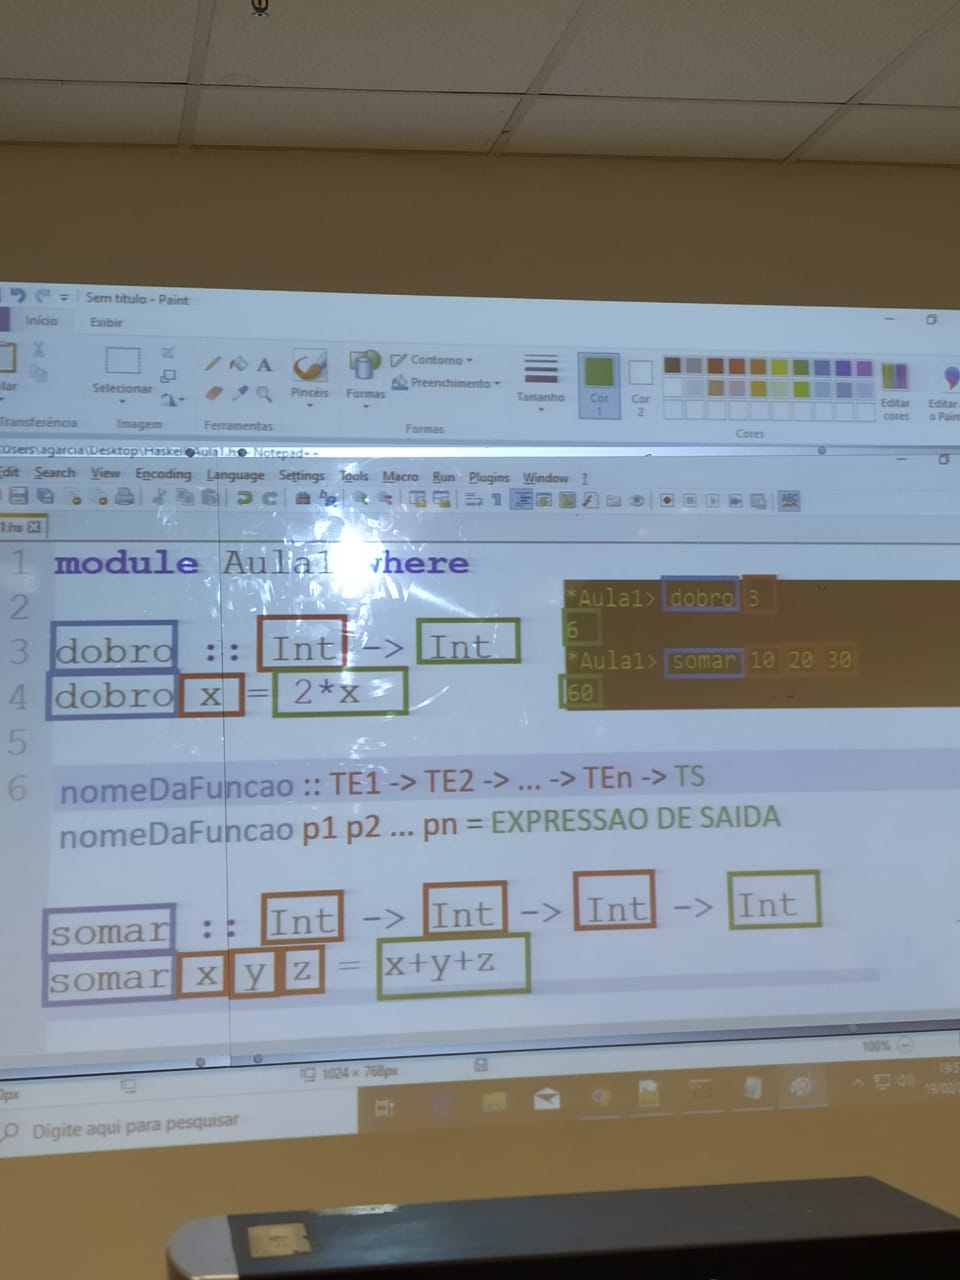 Sem título - Paint
Início Exibir
Selecionar Pincéis Formas Contorno Preenchimento Tamanho Cor 1 Cor 2 Editar cores Editar o Pain
Transferência Imagem Ferramentas Formas Cores
Users\agarcia\Desktop\Haskel Aula1.h Notepad++
Edit Search View Encoding Language Settings Tools Macro Run Plugins Window ?
1.hs
1 module Aula1 where
2
3 dobro :: Int -> Int
4 dobro x = 2*x
5
6
*Aula1> dobro 3
6
*Aula1> somar 10 20 30
60
nomeDaFuncao :: TE1 -> TE2 -> ... -> TEn -> TS
nomeDaFuncao p1 p2 ... pn = EXPRESSAO DE SAIDA
somar :: Int -> Int -> Int -> Int
somar x y z = x+y+z
1024 × 768px 100%
Digite aqui para pesquisar
19:5
19/02/